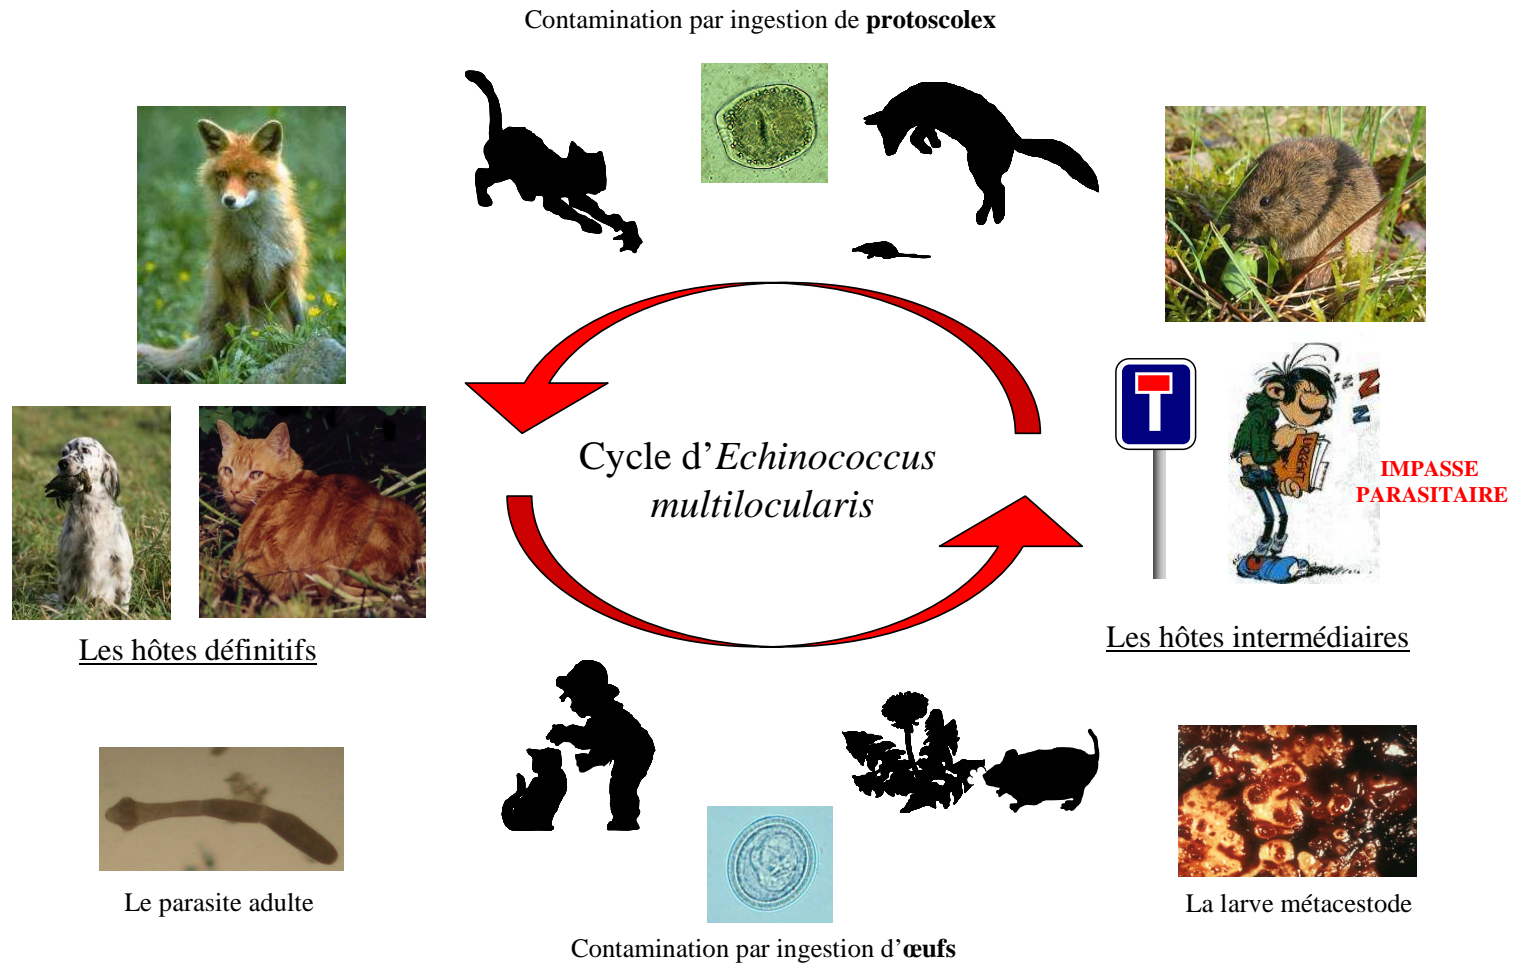 Contamination par ingestion de protoscolex
Cycle d’Echinococcus
multilocularis
IMPASSE
PARASITAIRE
Z
Z
Z
Z
N
URGENT
Les hôtes définitifs
Les hôtes intermédiaires
Le parasite adulte
La larve métacestode
Contamination par ingestion d’œufs